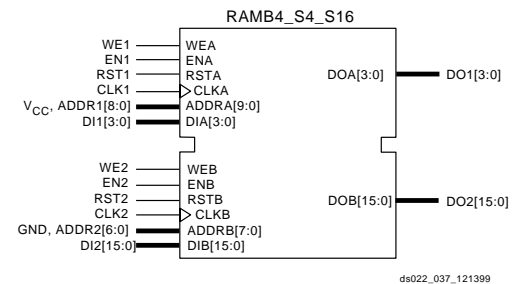 RAMB4_S4_S16
WE1 WEA
EN1 ENA
RST1 RSTA DOA[3:0] DO1[3:0]
CLK1 CLKA
VCC, ADDR1[8:0] ADDRA[9:0]
DI1[3:0] DIA[3:0]
WE2 WEB
EN2 ENB
RST2 RSTB DOB[15:0] DO2[15:0]
CLK2 CLKB
GND, ADDR2[6:0] ADDRB[7:0]
DI2[15:0] DIB[15:0]
ds022_037_121399